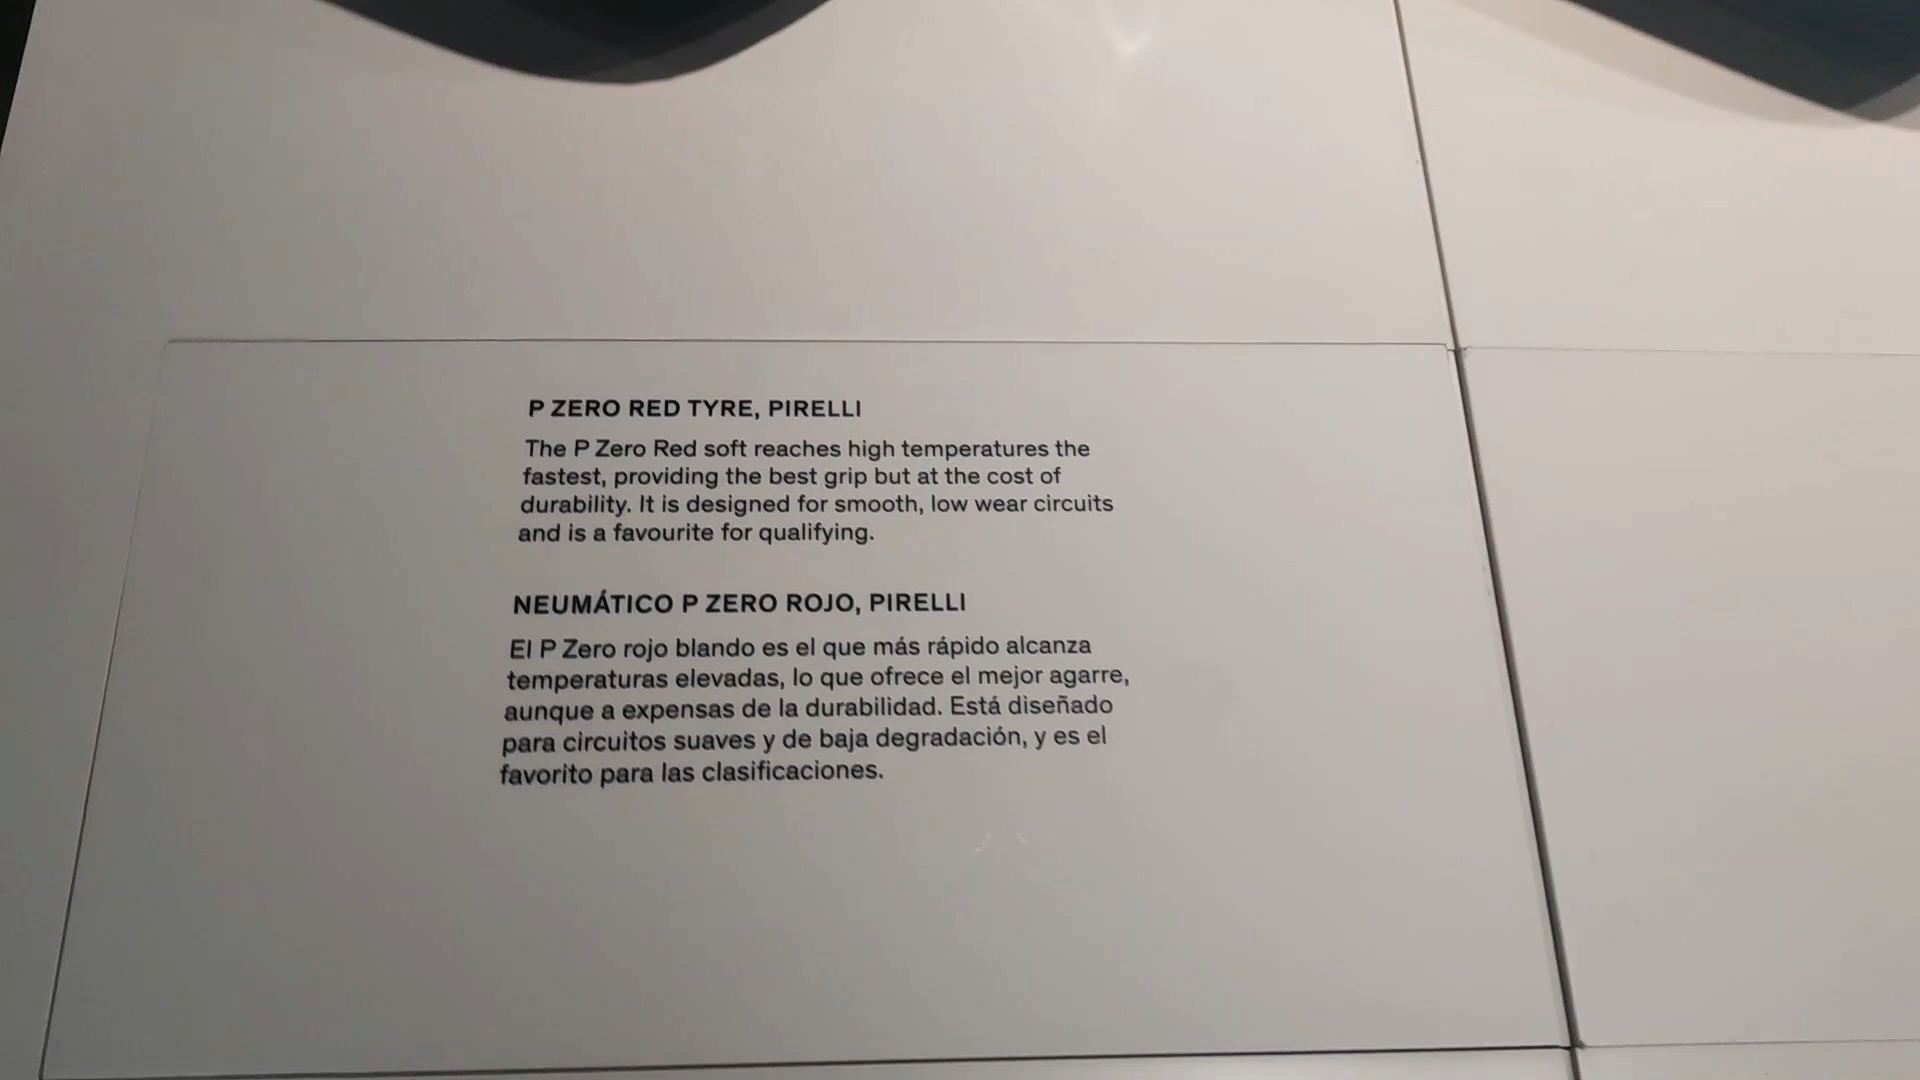 P ZERO RED TYRE, PIRELLI
The P Zero Red soft reaches high temperatures the
fastest, providing the best grip but at the cost of
durability. It is designed for smooth, low wear circuits
and is a favourite for qualifying.
NEUMÁTICO P ZERO ROJO, PIRELLI
El P Zero rojo blando es el que más rápido alcanza
temperaturas elevadas, lo que ofrece el mejor agarre,
aunque a expensas de la durabilidad. Está diseñado
para circuitos suaves y de baja degradación, y es el
favorito para las clasificaciones.